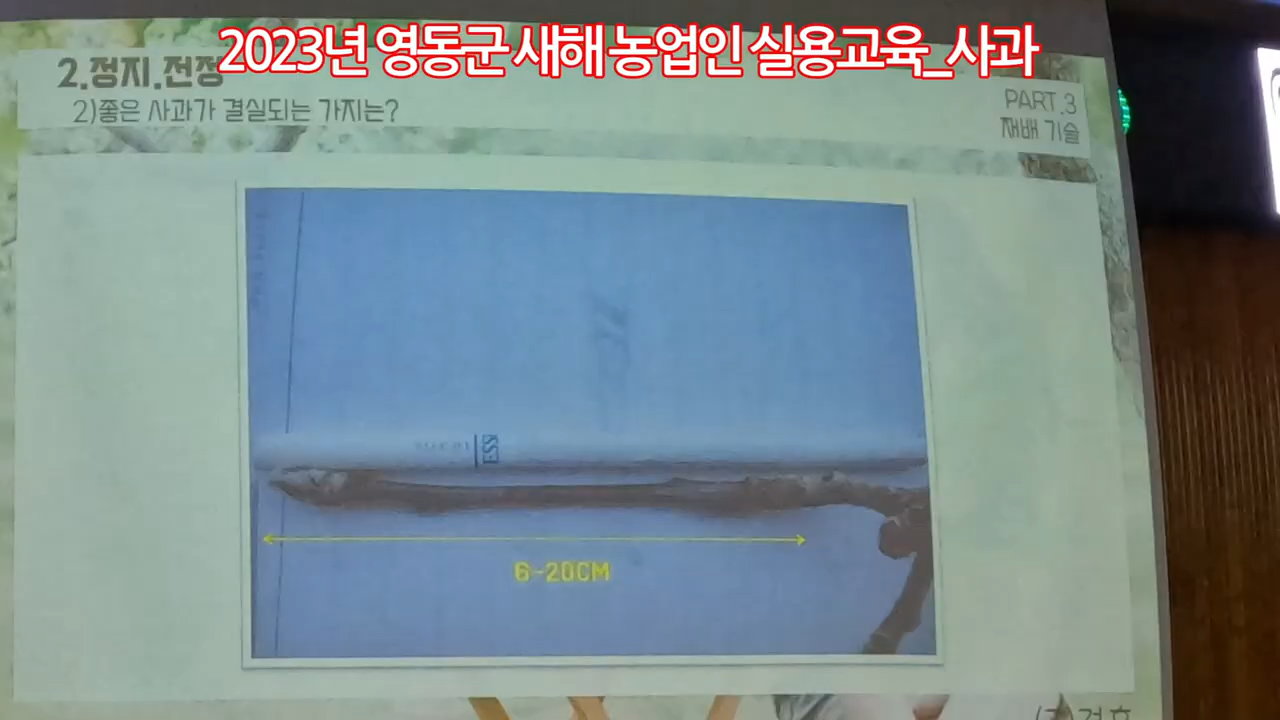 2023년 영동군 새해 농업인 실용교육_사과
2.정지.전정
2)좋은 사과가 결실되는 가지는?
PART.3
재배 기술
ESS
6-20CM